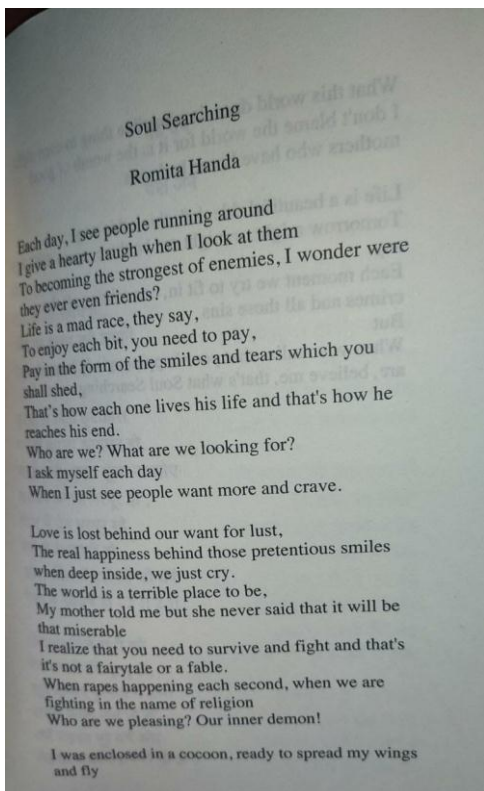 Soul Searching
Romita Handa
Each day, I see people running around
I give a hearty laugh when I look at them
To becoming the strongest of enemies, I wonder were
they ever even friends?
Life is a mad race, they say,
To enjoy each bit, you need to pay,
Pay in the form of the smiles and tears which you
shall shed,
That's how each one lives his life and that's how he
reaches his end.
Who are we? What are we looking for?
I ask myself each day
When I just see people want more and crave.
Love is lost behind our want for lust,
The real happiness behind those pretentious smiles
when deep inside, we just cry.
The world is a terrible place to be,
My mother told me but she never said that it will be
that miserable
I realize that you need to survive and fight and that's
it's not a fairytale or a fable.
When rapes happening each second, when we are
fighting in the name of religion
Who are we pleasing? Our inner demon!
I was enclosed in a cocoon, ready to spread my wings
and fly